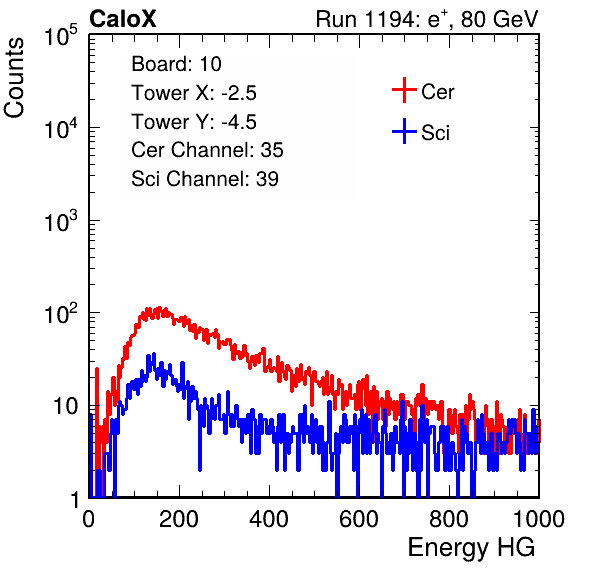 CaloX Run 1194: e⁺, 80 GeV
Counts
Board: 10
Tower X: -2.5
Tower Y: -4.5
Cer Channel: 35
Sci Channel: 39
Cer
Sci
10⁵
10⁴
10³
10²
10
1
0 200 400 600 800 1000
Energy HG